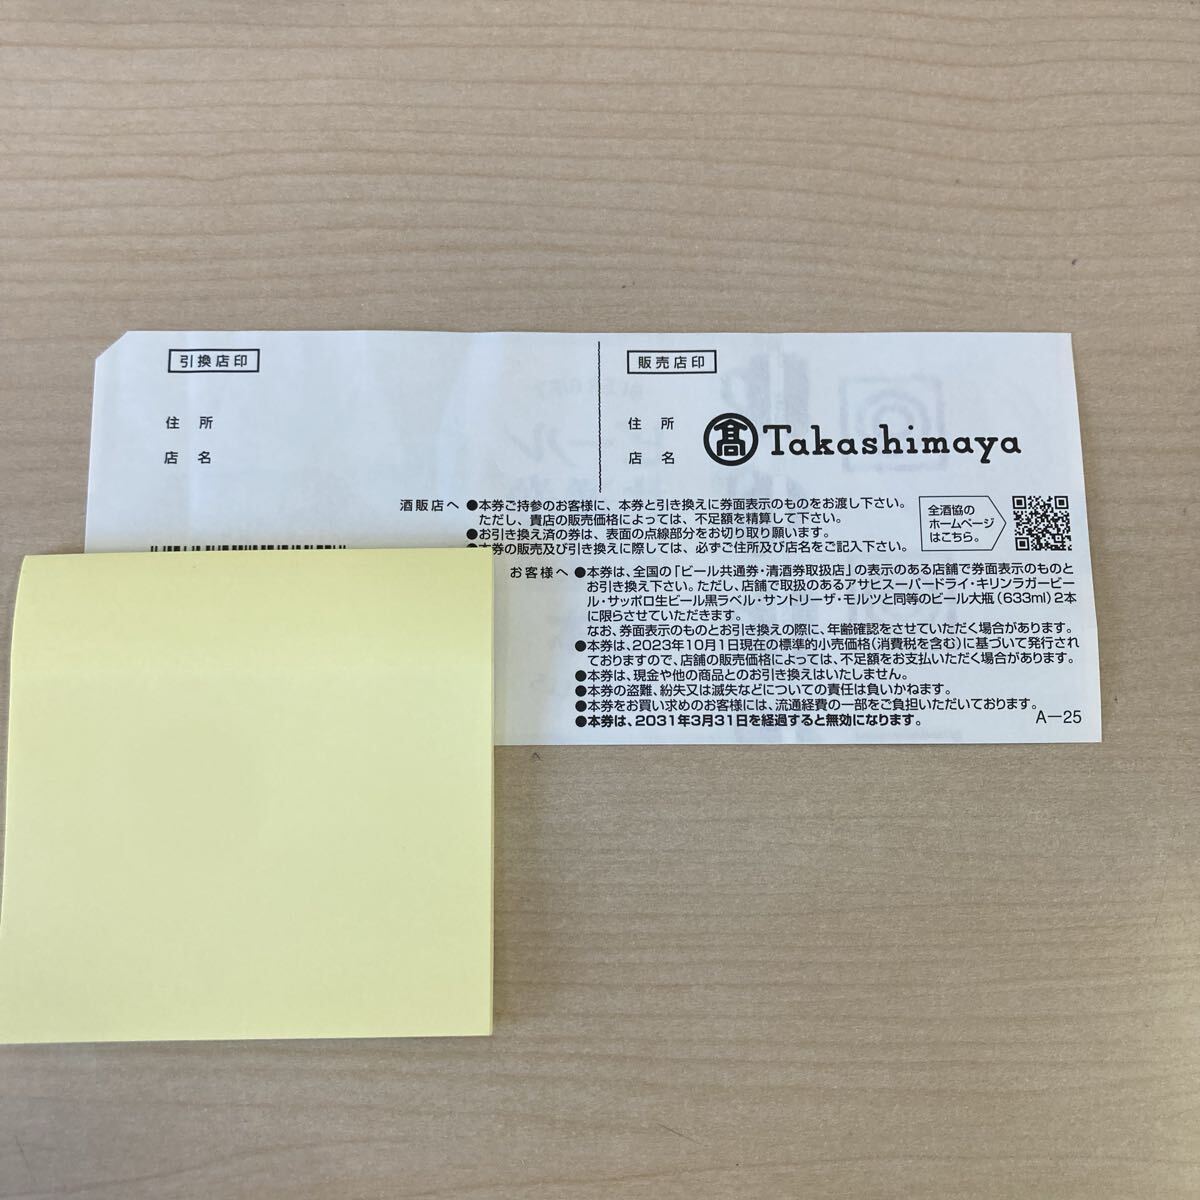 引換店印
住所
店名
販売店印
住所
店名
髙 Takashimaya
酒販店へ ●本券ご持参のお客様に、本券と引き換えに券面表示のものをお渡し下さい。
ただし、貴店の販売価格によっては、不足額を精算して下さい。
●お引き換え済の券は、表面の点線部分をお切り取り願います。
●本券の販売及び引き換えに際しては、必ずご住所及び店名をご記入下さい。
全酒協の
ホームページ
はこちら。
お客様へ ●本券は、全国の「ビール共通券・清酒券取扱店」の表示のある店舗で券面表示のものと
お引き換え下さい。ただし、店舗で取扱のあるアサヒスーパードライ・キリンラガービー
ル・サッポロ生ビール黒ラベル・サントリーザ・モルツと同等のビール大瓶(633ml)2本
に限らせていただきます。
なお、券面表示のものとお引き換えの際に、年齢確認をさせていただく場合があります。
●本券は、2023年10月1日現在の標準的小売価格(消費税を含む)に基づいて発行され
ておりますので、店舗の販売価格によっては、不足額をお支払いただく場合があります。
●本券は、現金や他の商品とのお引き換えはいたしません。
●本券の盗難、紛失又は滅失などについての責任は負いかねます。
●本券をお買い求めのお客様には、流通経費の一部をご負担いただいております。
●本券は、2031年3月31日を経過すると無効になります。
A-25